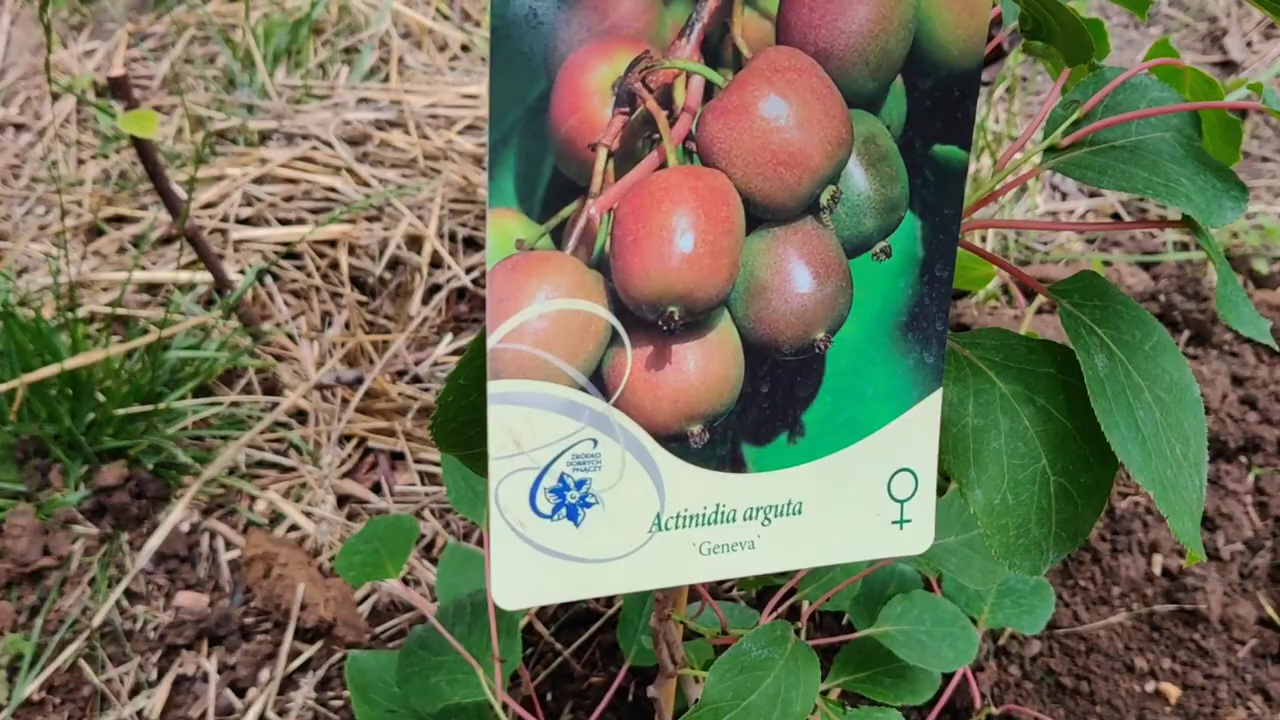 ŹRÓDŁO
DOBRYCH
PNĄCZY
Actinidia arguta
`Geneva`
♀